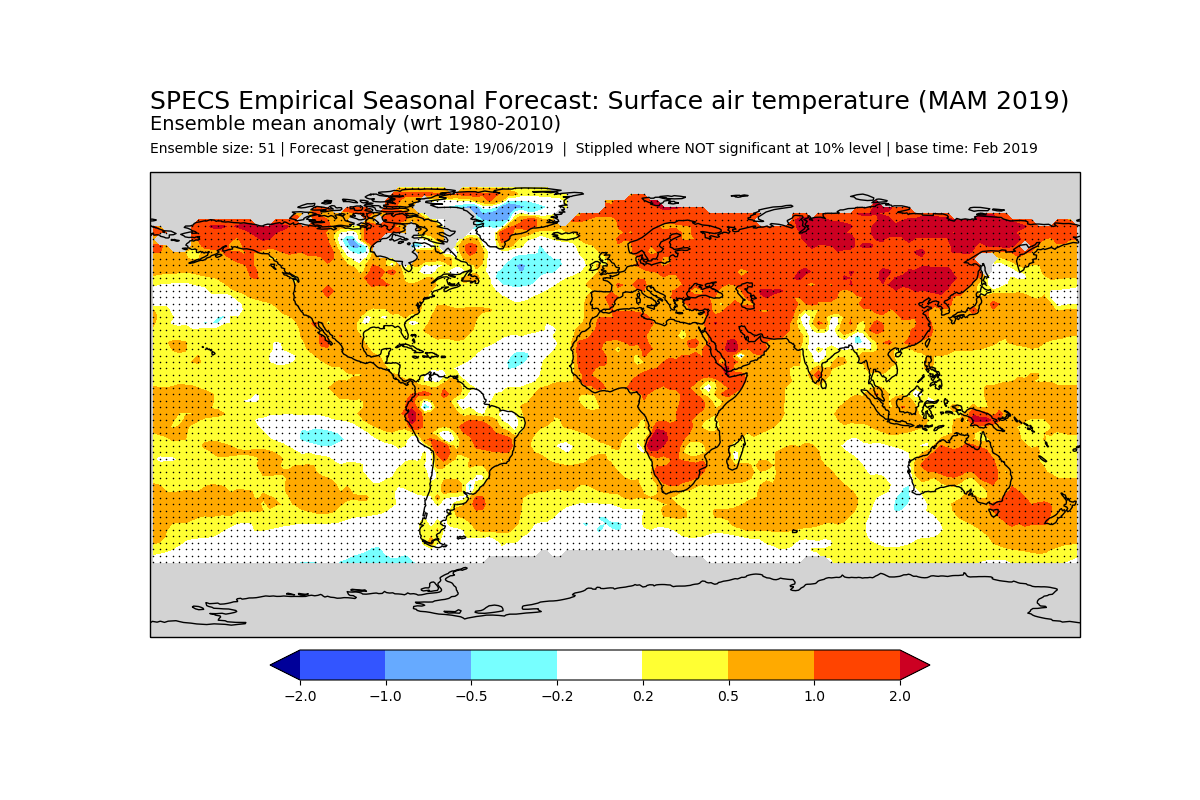 SPECS Empirical Seasonal Forecast: Surface air temperature (MAM 2019)
Ensemble mean anomaly (wrt 1980-2010)
Ensemble size: 51 | Forecast generation date: 19/06/2019  |  Stippled where NOT significant at 10% level | base time: Feb 2019
−2.0 −1.0 −0.5 −0.2 0.2 0.5 1.0 2.0